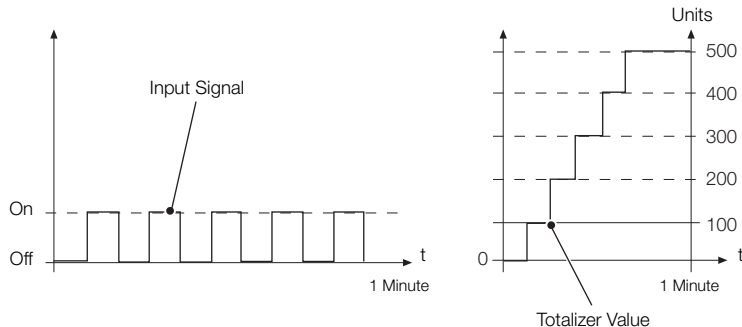 Input Signal
On
Off
t
1 Minute
Units
500
400
300
200
100
0
t
1 Minute
Totalizer Value